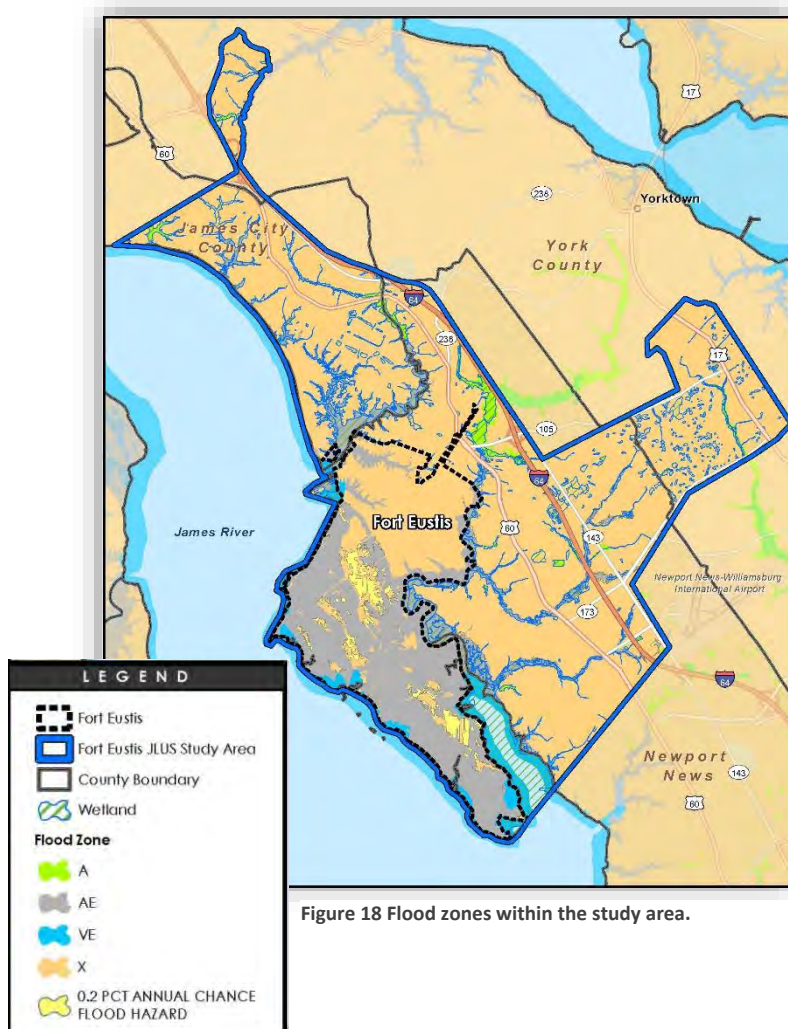 60
17
238
Yorktown
James City
County
York
County
64
238
17
105
64
James River
Fort Eustis
60
143
Newport News-Williamsburg
International Airport
173
64
Newport
News
143
60
LEGEND
Fort Eustis
Fort Eustis JLUS Study Area
County Boundary
Wetland
Flood Zone
A
AE
VE
X
0.2 PCT ANNUAL CHANCE
FLOOD HAZARD
Figure 18 Flood zones within the study area.